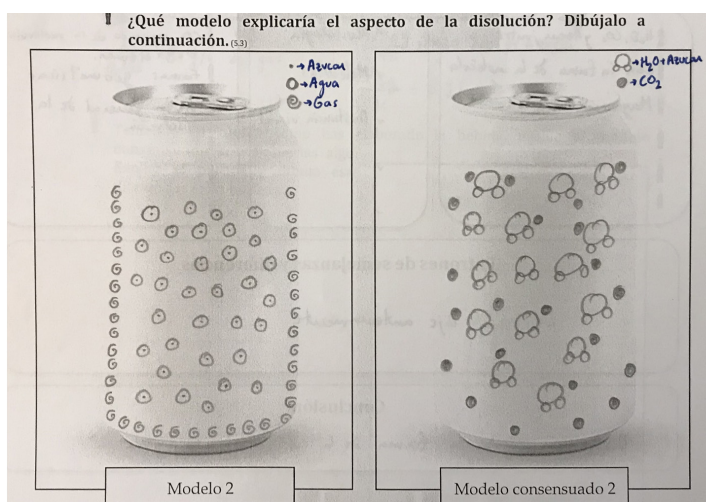 ¿Qué modelo explicaría el aspecto de la disolución? Dibújalo a
continuación. (5.3)
• → Azucar
O → Agua
→ Gas
→ H₂O + Azucar
→ CO₂
Modelo 2
Modelo consensuado 2